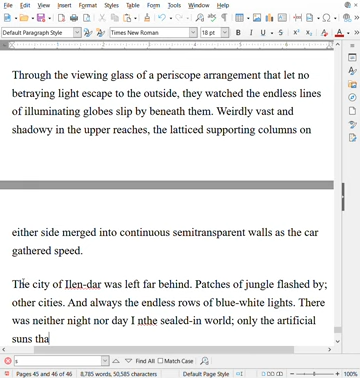 File Edit View Insert Format Styles Table Form Tools Window Help
Default Paragraph Style Times New Roman 18 pt
Through the viewing glass of a periscope arrangement that let no
betraying light escape to the outside, they watched the endless lines
of illuminating globes slip by beneath them. Weirdly vast and
shadowy in the upper reaches, the latticed supporting columns on
either side merged into continuous semitransparent walls as the car
gathered speed.
The city of Ilen-dar was left far behind. Patches of jungle flashed by;
other cities. And always the endless rows of blue-white lights. There
was neither night nor day I nthe sealed-in world; only the artificial
suns tha
s Find All Match Case
Pages 45 and 46 of 46 8,785 words, 50,585 characters Default Page Style 100%